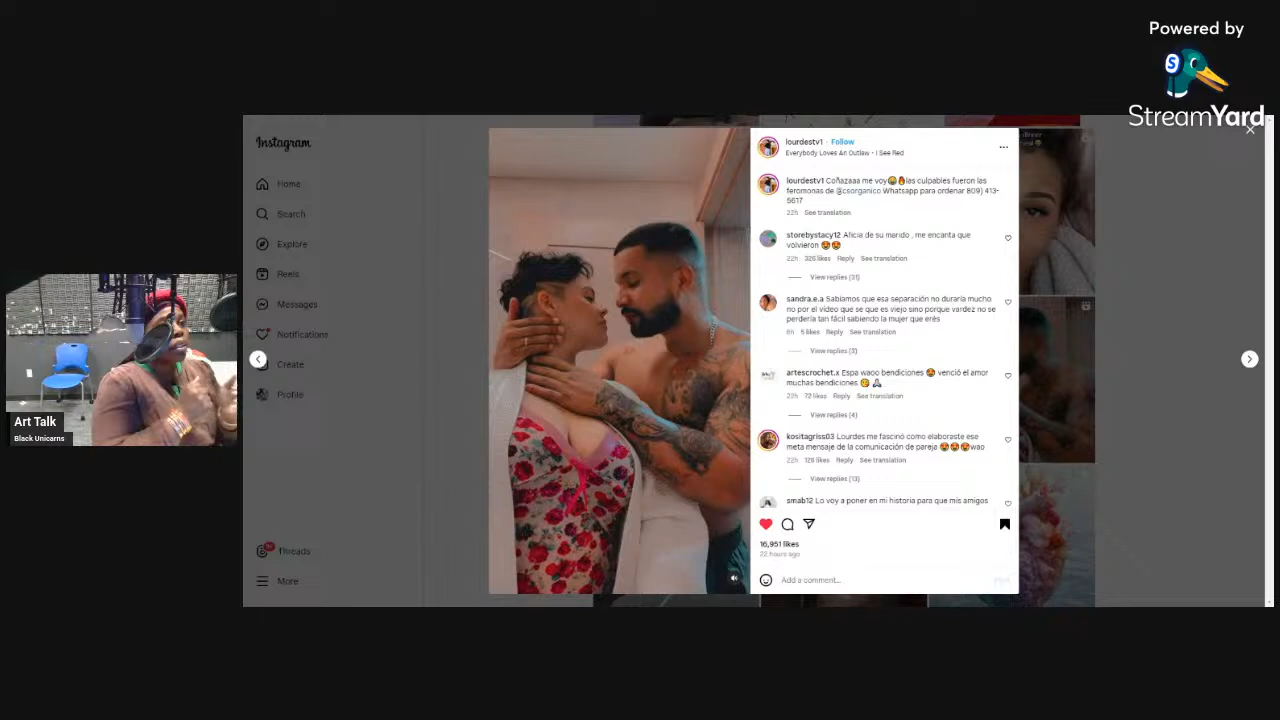 Powered by
StreamYard
Instagram
Home
Search
Explore
Reels
Messages
Notifications
Create
Profile
Threads
More
Art Talk
Black Unicarns
lourdestv1 · Follow
Everybody Loves An Outlaw · I See Red
lourdestv1 Coñazaaa me voy😂🔥las culpables fueron las
feromonas de @csorganico Whatsapp para ordenar 809) 413-
5617
22h See translation
storebystacy12 Alicia de su marido , me encanta que
volvieron 😍😍
22h 326 likes Reply See translation
View replies (31)
sandra.e.a Sabíamos que esa separación no duraría mucho
no por el vídeo que se que es viejo sino porque vardez no se
perdería tan fácil sabiendo la mujer que erès
6h 5 likes Reply See translation
View replies (3)
artescrochet.x Espa waoo bendiciones 😍 venció el amor
muchas bendiciones 😘 🙏
22h 72 likes Reply See translation
View replies (4)
kositagriss03 Lourdes me fascinó como elaboraste ese
meta mensaje de la comunicación de pareja 😍😍😍wao
22h 126 likes Reply See translation
View replies (13)
smab12 Lo voy a poner en mi historia para que mis amigos
16,951 likes
22 hours ago
Add a comment...
dinner